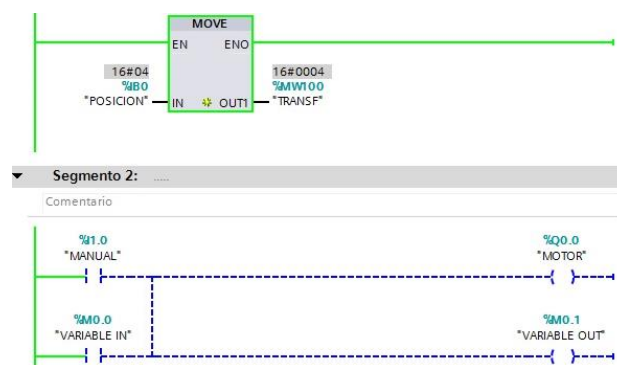 MOVE
EN ENO
16#04 16#0004
%IB0 %MW100
"POSICION" IN OUT1 "TRANSF"
Segmento 2: .....
Comentario
%I1.0 %Q0.0
"MANUAL" "MOTOR"
%M0.0 %M0.1
"VARIABLE IN" "VARIABLE OUT"